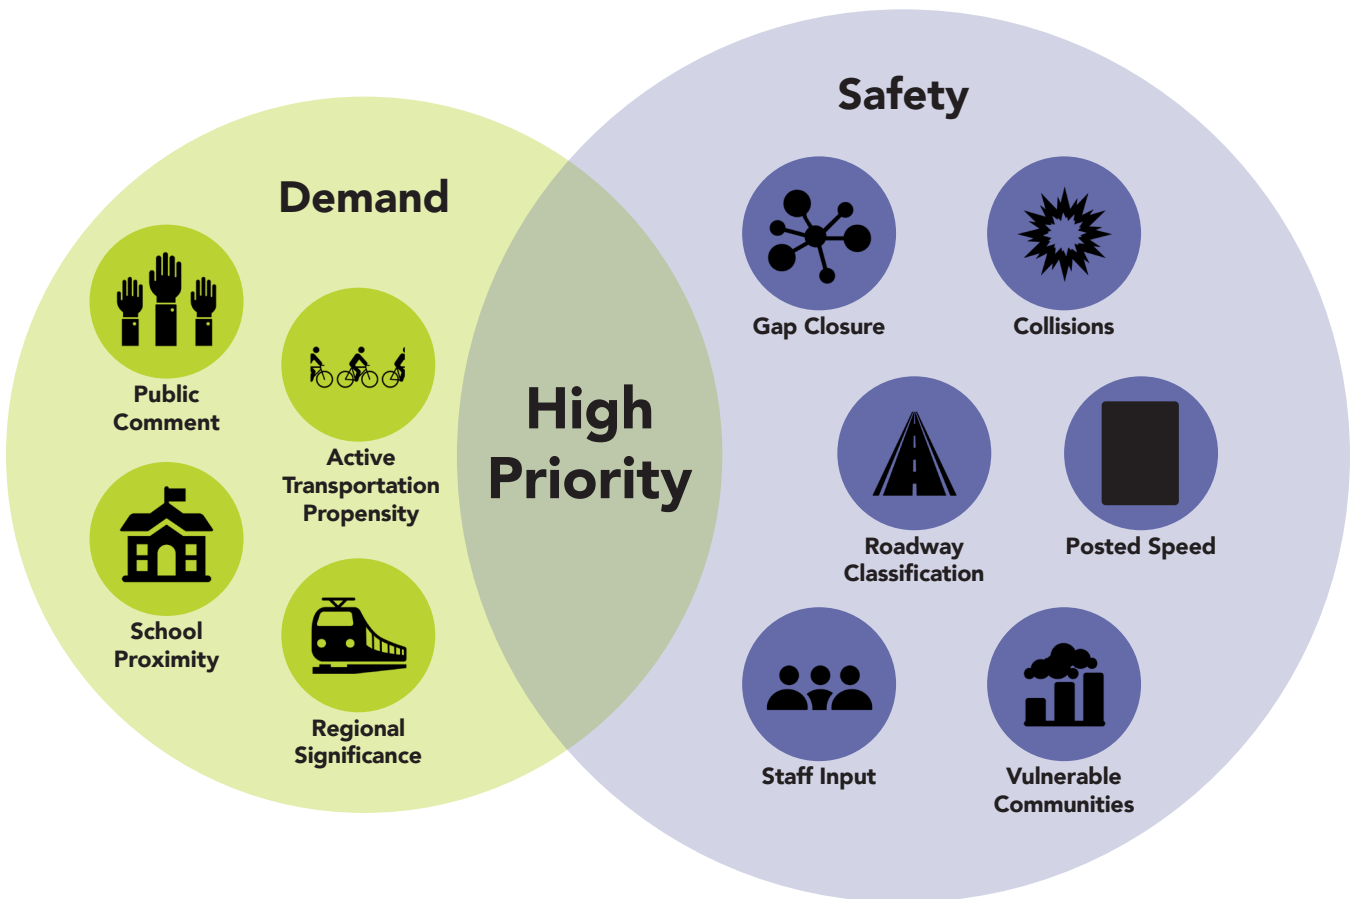 Safety
Demand
Gap Closure
Collisions
Public
Comment
Active
Transportation
Propensity
High
Priority
Roadway
Classification
Posted Speed
School
Proximity
Regional
Significance
Staff Input
Vulnerable
Communities